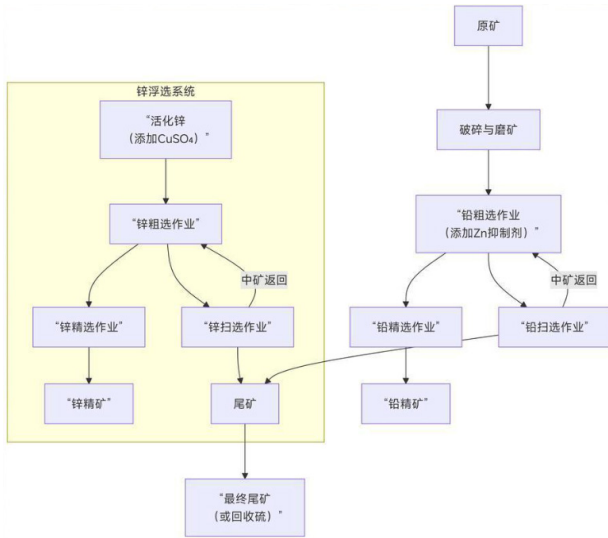 原矿
锌浮选系统
“活化锌
（添加CuSO₄）”
破碎与磨矿
“锌粗选作业”
“铅粗选作业”
（添加Zn抑制剂）”
中矿返回
中矿返回
“锌精选作业”
“锌扫选作业”
“铅精选作业”
“铅扫选作业”
“锌精矿”
尾矿
“铅精矿”
“最终尾矿
（或回收硫）”